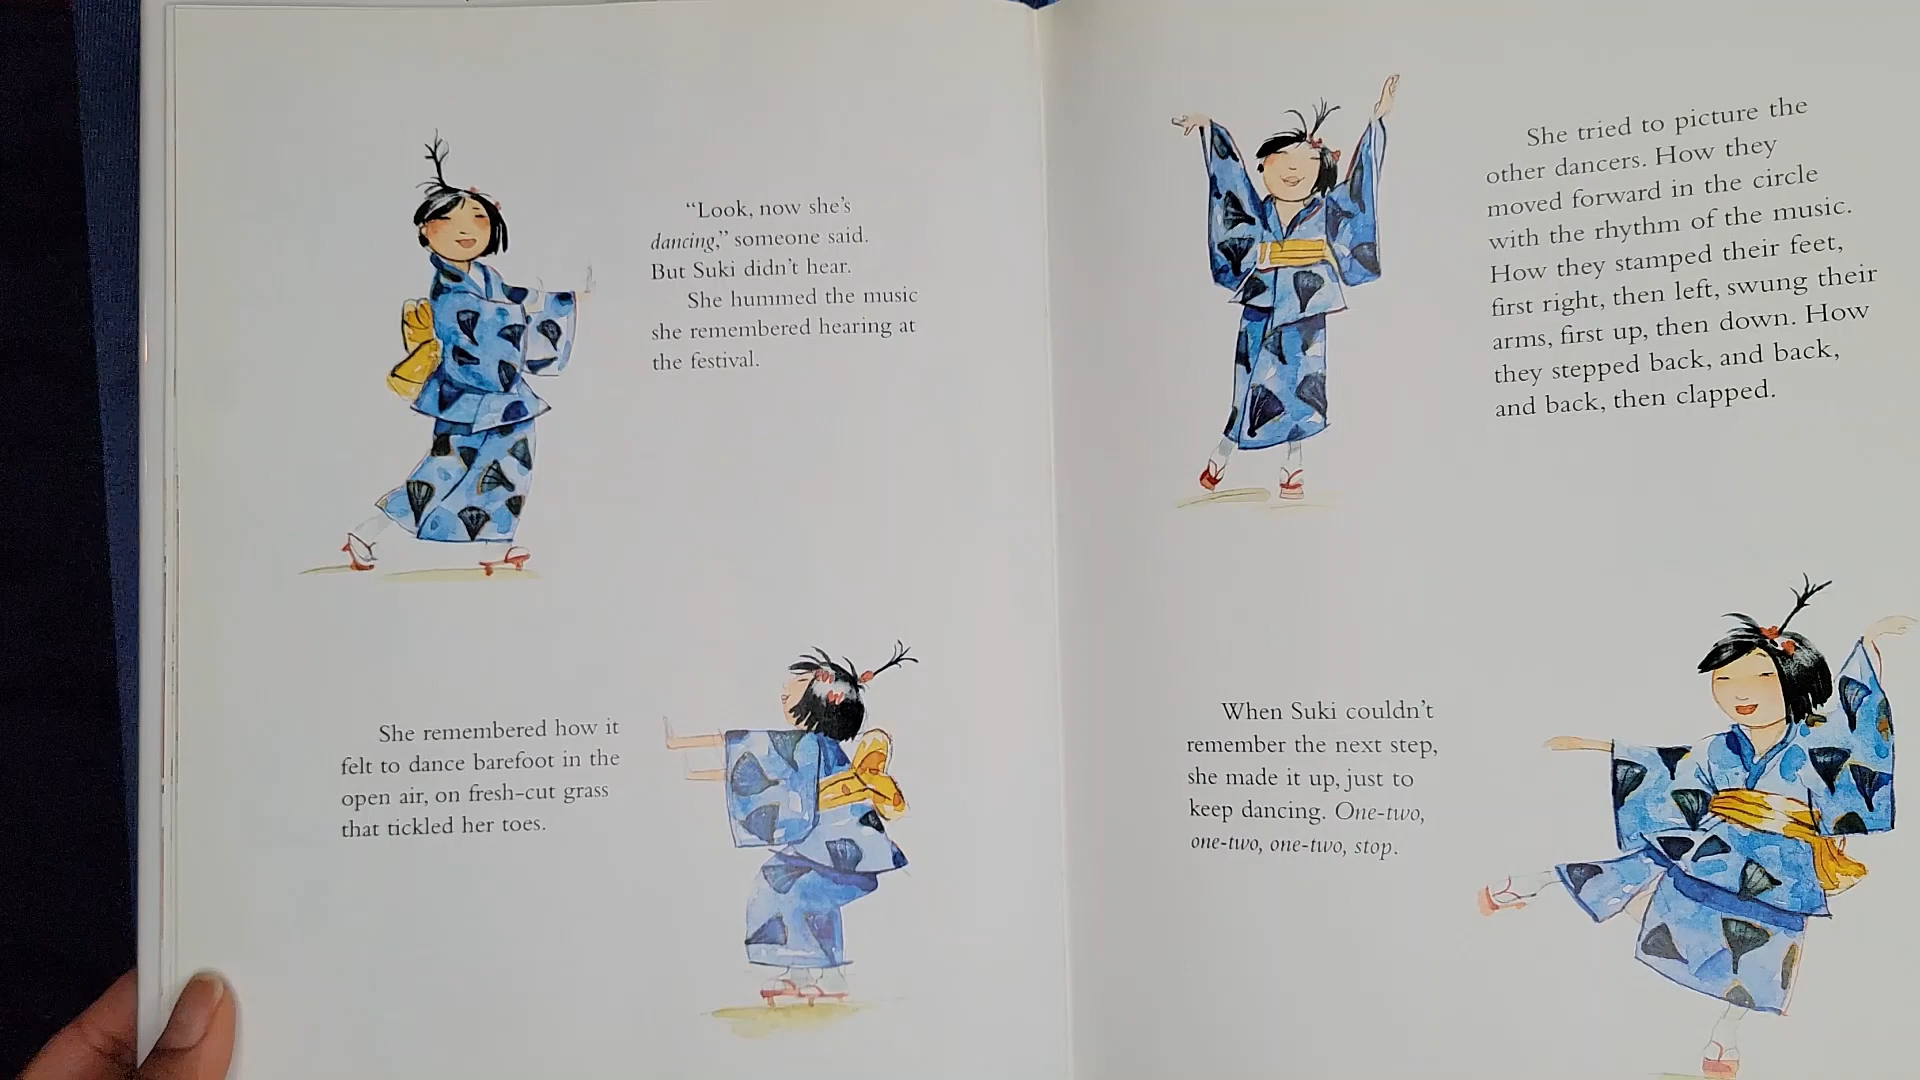 “Look, now she’s
dancing,” someone said.
But Suki didn’t hear.
She hummed the music
she remembered hearing at
the festival.
She remembered how it
felt to dance barefoot in the
open air, on fresh-cut grass
that tickled her toes.
She tried to picture the
other dancers. How they
moved forward in the circle
with the rhythm of the music.
How they stamped their feet,
first right, then left, swung their
arms, first up, then down. How
they stepped back, and back,
and back, then clapped.
When Suki couldn’t
remember the next step,
she made it up, just to
keep dancing. One-two,
one-two, one-two, stop.